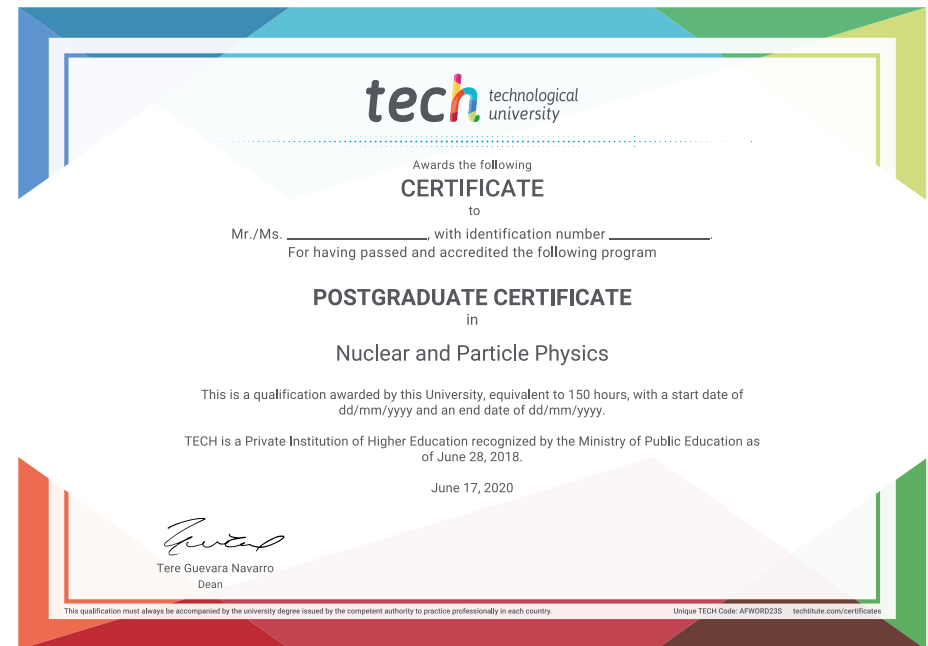 tech technological
university
Awards the following
CERTIFICATE
to
Mr./Ms. ____________________, with identification number ______________.
For having passed and accredited the following program
POSTGRADUATE CERTIFICATE
in
Nuclear and Particle Physics
This is a qualification awarded by this University, equivalent to 150 hours, with a start date of
dd/mm/yyyy and an end date of dd/mm/yyyy.
TECH is a Private Institution of Higher Education recognized by the Ministry of Public Education as
of June 28, 2018.
June 17, 2020
Tere Guevara Navarro
Dean
This qualification must always be accompanied by the university degree issued by the competent authority to practice professionally in each country.
Unique TECH Code: AFWORD23S techtitute.com/certificates